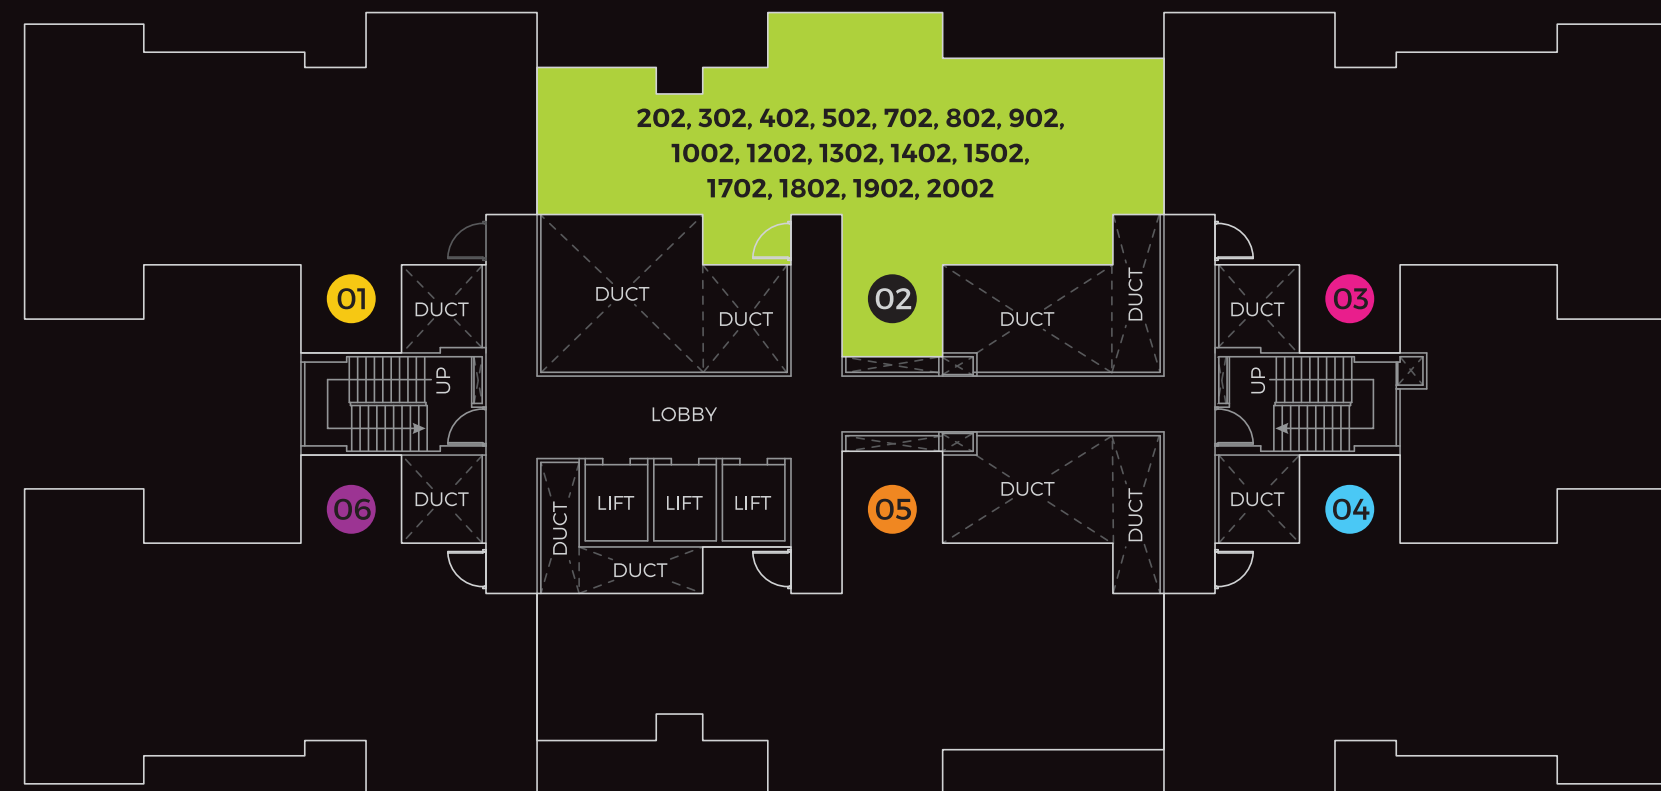 202, 302, 402, 502, 702, 802, 902,
1002, 1202, 1302, 1402, 1502,
1702, 1802, 1902, 2002
01
DUCT
DUCT
DUCT
02
DUCT
DUCT
DUCT
03
UP
LOBBY
UP
06
DUCT
DUCT
LIFT
LIFT
LIFT
DUCT
05
DUCT
DUCT
DUCT
04